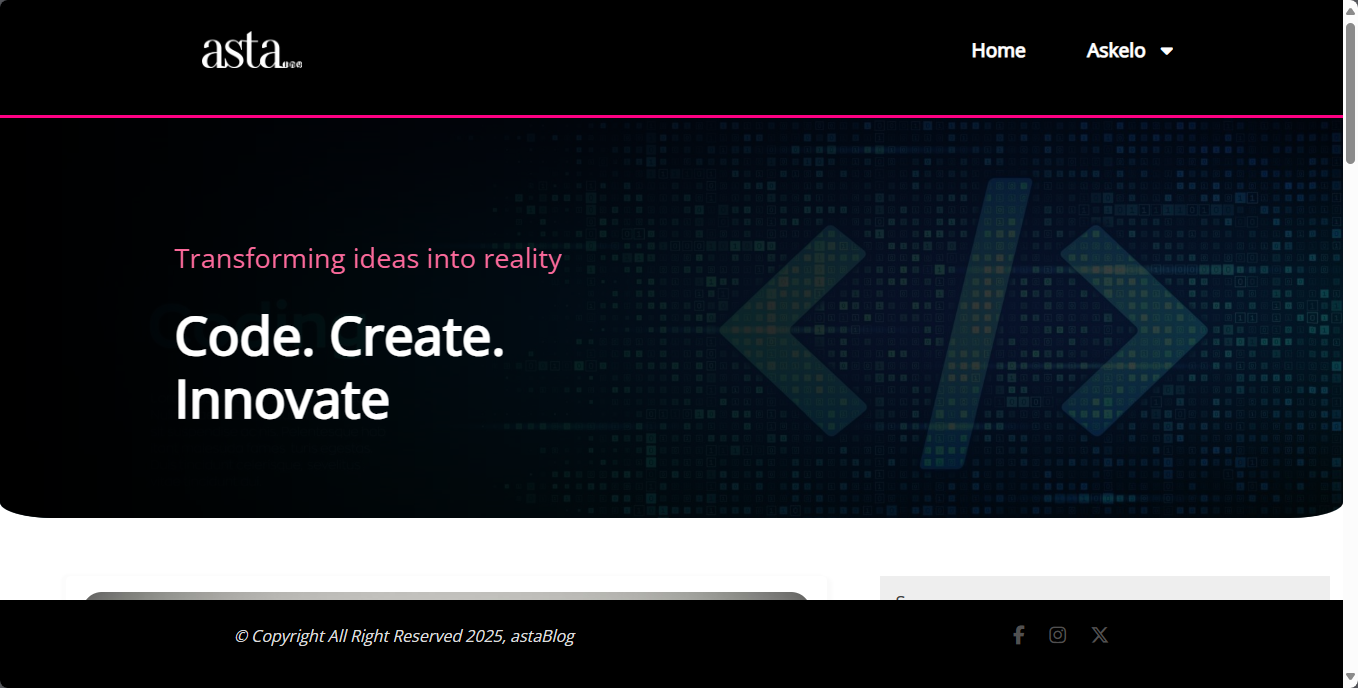 asta
Home
Askelo
Transforming ideas into reality
Code. Create.
Innovate
© Copyright All Right Reserved 2025, astaBlog